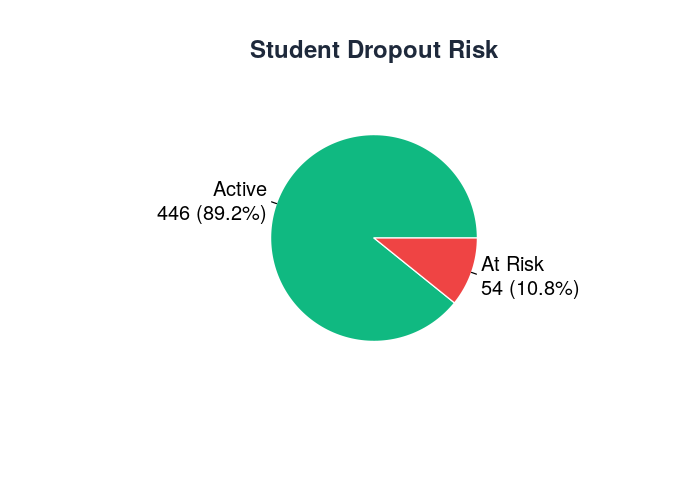 Student Dropout Risk
Active
446 (89.2%)
At Risk
54 (10.8%)